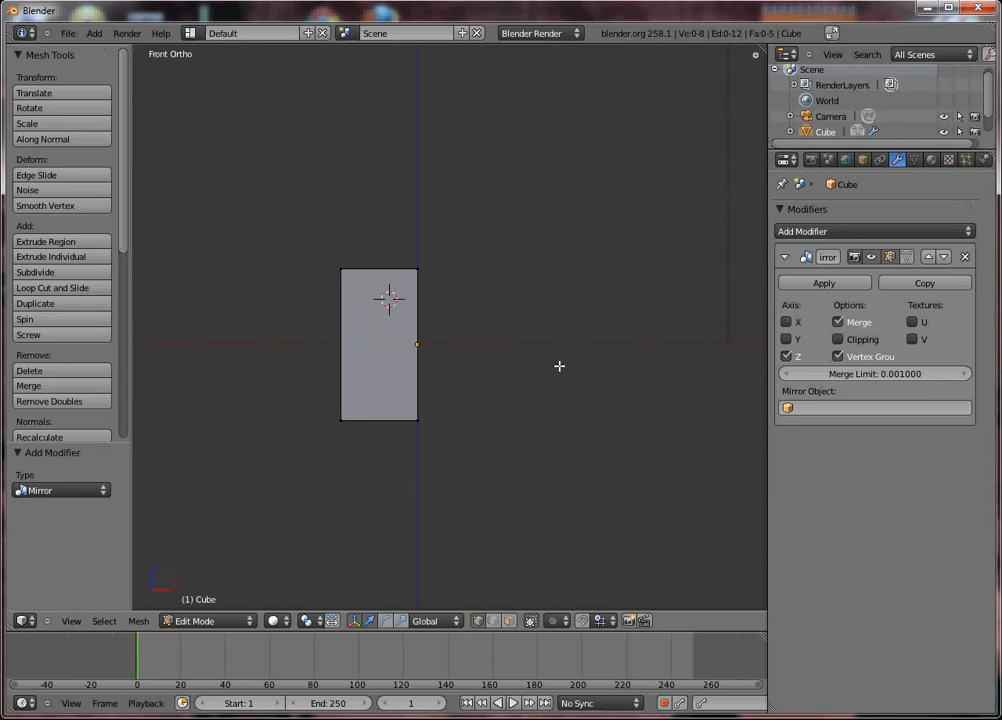 Blender
File Add Render Help Default Scene Blender Render blender.org 258.1 | Ve:0-8 | Ed:0-12 | Fa:0-5 | Cube
Mesh Tools
Front Ortho
View Search All Scenes
Scene
RenderLayers
World
Camera
Cube
Transform:
Translate
Rotate
Scale
Along Normal
Deform:
Edge Slide
Noise
Smooth Vertex
Add:
Extrude Region
Extrude Individual
Subdivide
Loop Cut and Slide
Duplicate
Spin
Screw
Remove:
Delete
Merge
Remove Doubles
Normals:
Recalculate
Add Modifier
Type
Mirror
Cube
Modifiers
Add Modifier
irror
Apply Copy
Axis: Options: Textures:
X Merge U
Y Clipping V
Z Vertex Grou
Merge Limit: 0.001000
Mirror Object:
(1) Cube
View Select Mesh Edit Mode Global
-40 -20 0 20 40 60 80 100 120 140 160 180 200 220 240 260
View Frame Playback Start: 1 End: 250 1 No Sync